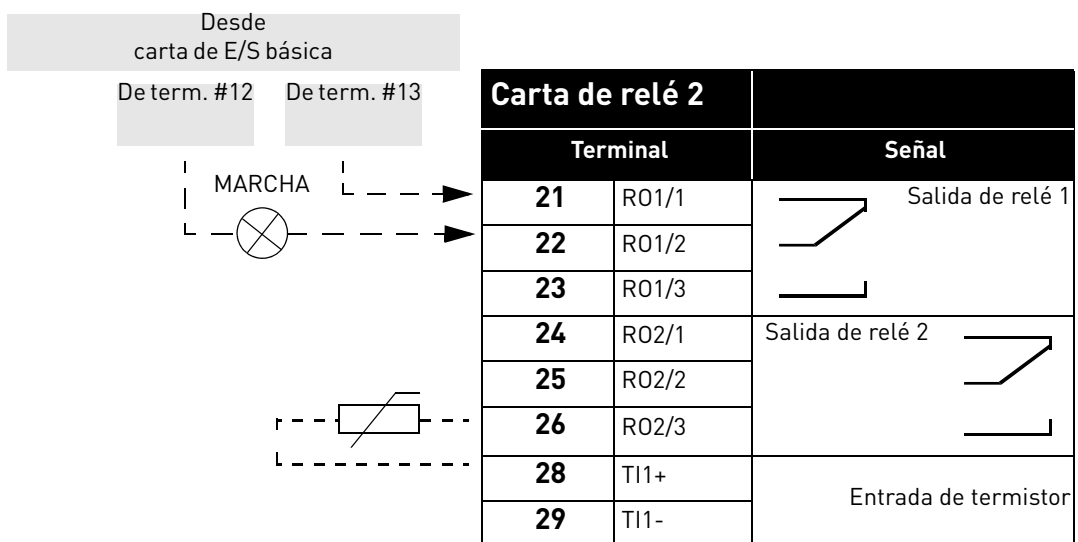 Desde
carta de E/S básica
De term. #12 De term. #13
MARCHA
Carta de relé 2
Terminal Señal
21 RO1/1 Salida de relé 1
22 RO1/2
23 RO1/3
24 RO2/1 Salida de relé 2
25 RO2/2
26 RO2/3
28 TI1+ Entrada de termistor
29 TI1-